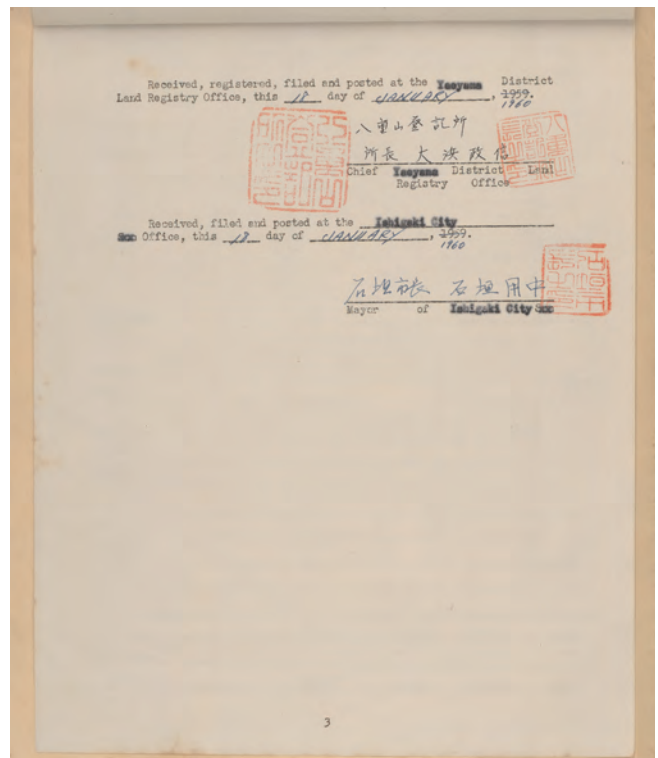 Received, registered, filed and posted at the Yaeyama District
Land Registry Office, this 18 day of JANUARY, 1959.
1960
八重山登記所
所長 大浜政信
Chief Yaeyama District Land
Registry Office
Received, filed and posted at the Ishigaki City
Office, this 18 day of JANUARY, 1959.
1960
石垣市長 石垣用中
Mayor of Ishigaki City
3